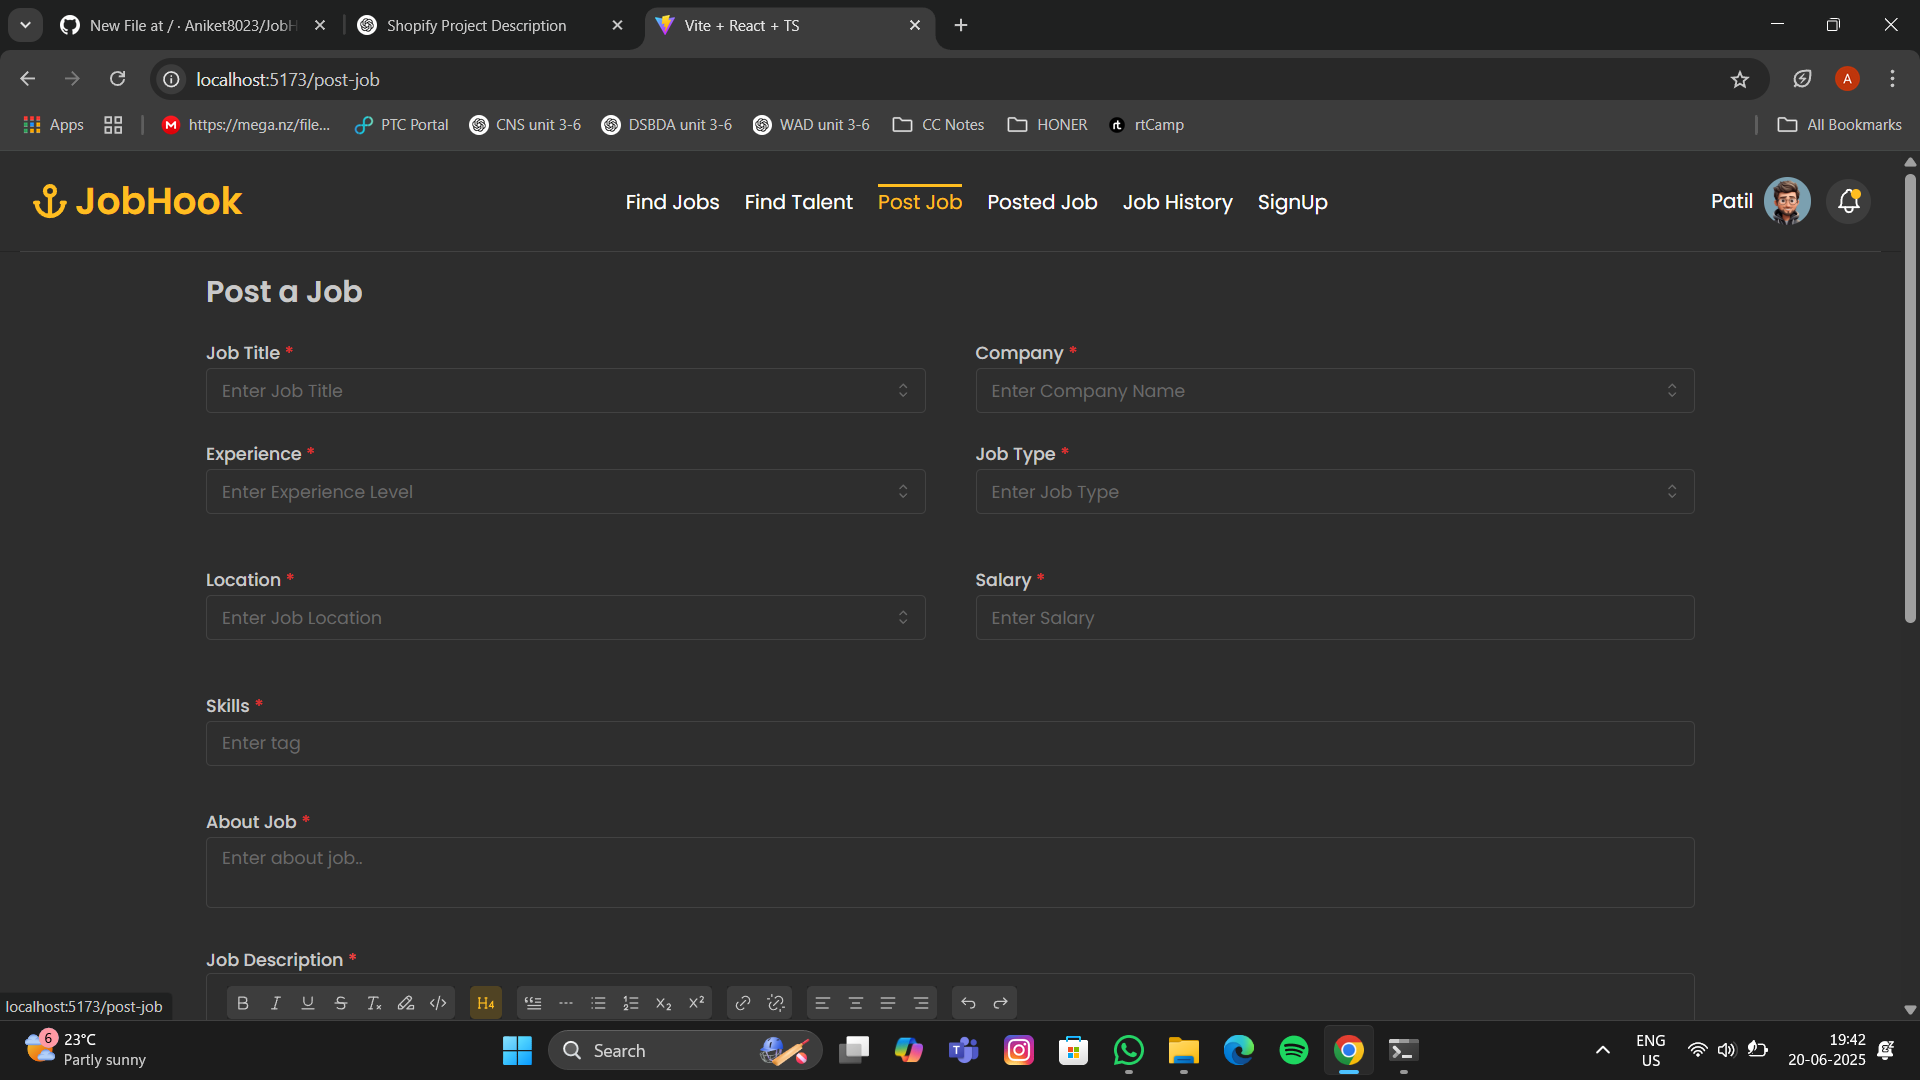 New File at / · Aniket8023/JobH
Shopify Project Description
Vite + React + TS
localhost:5173/post-job
A
Apps
https://mega.nz/file...
PTC Portal
CNS unit 3-6
DSBDA unit 3-6
WAD unit 3-6
CC Notes
HONER
rt
rtCamp
All Bookmarks
JobHook
Find Jobs
Find Talent
Post Job
Posted Job
Job History
SignUp
Patil
Post a Job
Job Title *
Company *
Enter Job Title
Enter Company Name
Experience *
Job Type *
Enter Experience Level
Enter Job Type
Location *
Salary *
Enter Job Location
Enter Salary
Skills *
Enter tag
About Job *
Enter about job..
Job Description *
H4
localhost:5173/post-job
6
23°C
Partly sunny
Search
ENG
US
19:42
20-06-2025